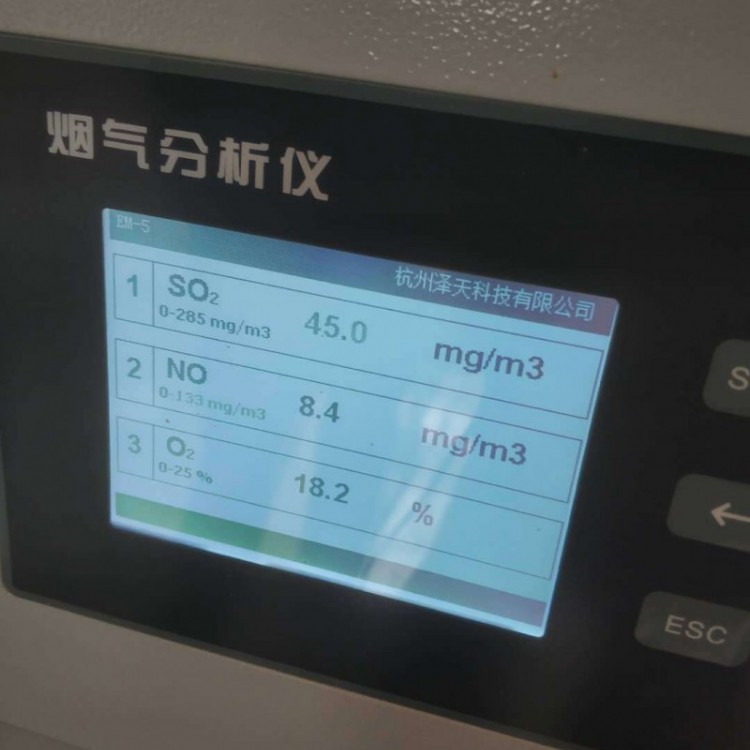 烟气分析仪
EM-5
杭州泽天科技有限公司
1 SO₂ 45.0 mg/m3
0-285 mg/m3
2 NO 8.4 mg/m3
0-133 mg/m3
3 O₂ 18.2 %
0-25 %
S
←
ESC